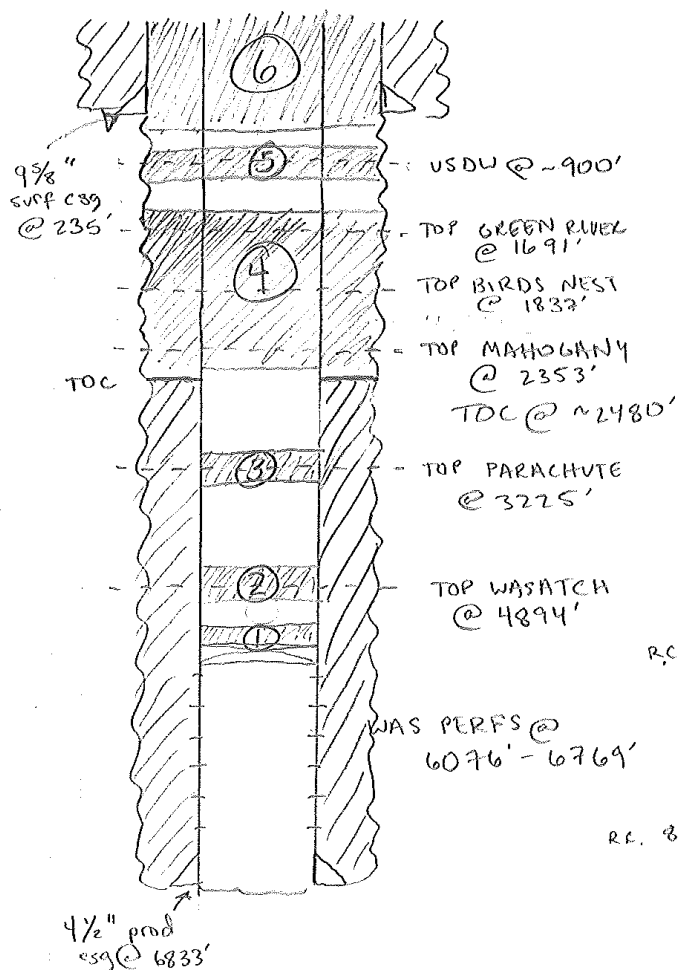 6
9 5/8"
surf csg
@ 235'
5
USDW @ ~900'
TOP GREEN RIVER
@ 1691'
4
TOP BIRDS NEST
@ 1837'
TOP MAHOGANY
@ 2353'
TOC
TOC @ ~2480'
3
TOP PARACHUTE
@ 3225'
2
TOP WASATCH
@ 4894'
1
WAS PERFS @
6076' - 6769'
4 1/2" prod
csg @ 6833'